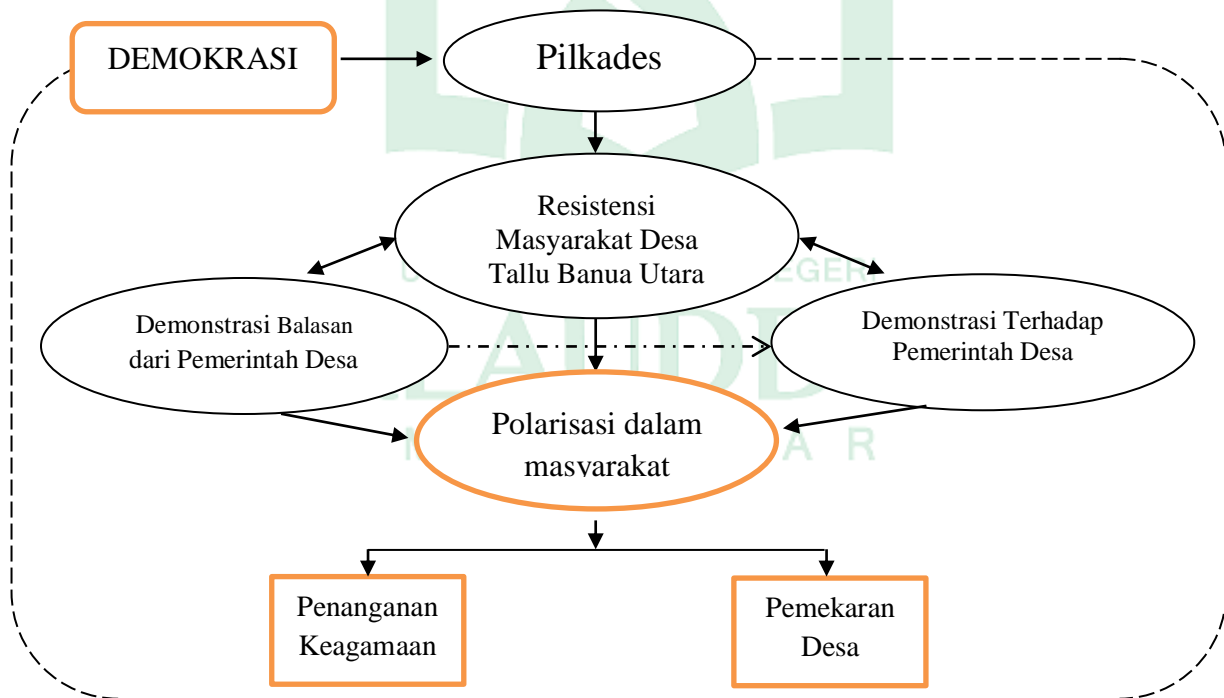 DEMOKRASI
Pilkades
Resistensi
Masyarakat Desa
Tallu Banua Utara
Demonstrasi Balasan
dari Pemerintah Desa
Demonstrasi Terhadap
Pemerintah Desa
Polarisasi dalam
masyarakat
Penanganan
Keagamaan
Pemekaran
Desa